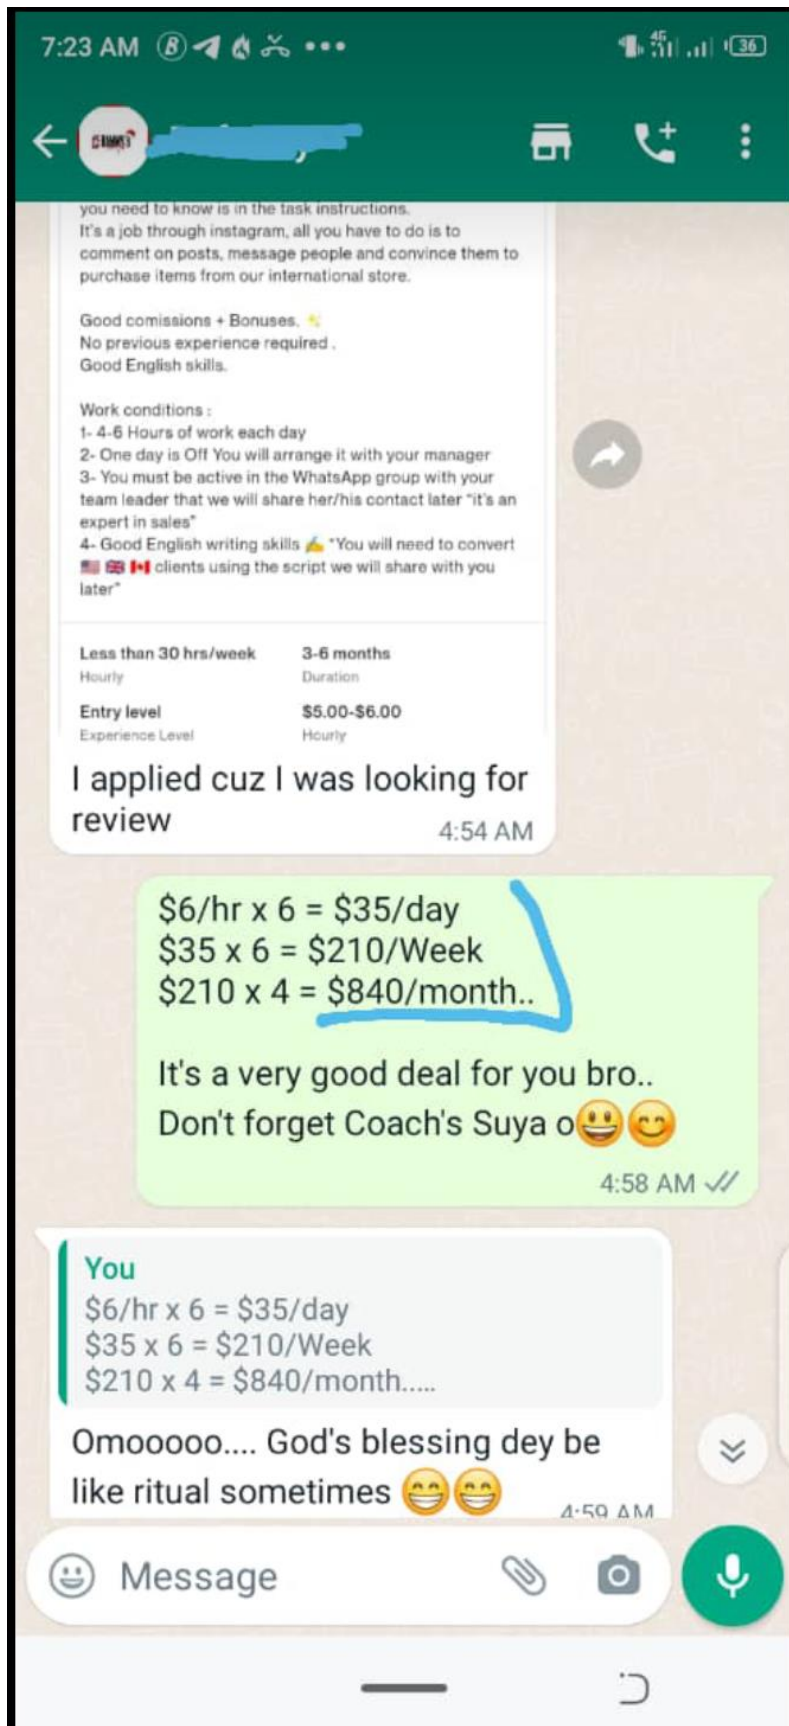 7:23 AM
4G
36
you need to know is in the task instructions.
It's a job through instagram, all you have to do is to
comment on posts, message people and convince them to
purchase items from our international store.
Good comissions + Bonuses. ✨
No previous experience required .
Good English skills.
Work conditions :
1- 4-6 Hours of work each day
2- One day is Off You will arrange it with your manager
3- You must be active in the WhatsApp group with your
team leader that we will share her/his contact later "it's an
expert in sales"
4- Good English writing skills ✍️ "You will need to convert
🇺🇸 🇬🇧 🇨🇦 clients using the script we will share with you
later"
Less than 30 hrs/week 3-6 months
Hourly Duration
Entry level $5.00-$6.00
Experience Level Hourly
I applied cuz I was looking for
review
4:54 AM
$6/hr x 6 = $35/day
$35 x 6 = $210/Week
$210 x 4 = $840/month..
It's a very good deal for you bro..
Don't forget Coach's Suya o😃😊
4:58 AM
You
$6/hr x 6 = $35/day
$35 x 6 = $210/Week
$210 x 4 = $840/month.....
Omooooo.... God's blessing dey be
like ritual sometimes 😁😁
4:59 AM
Message